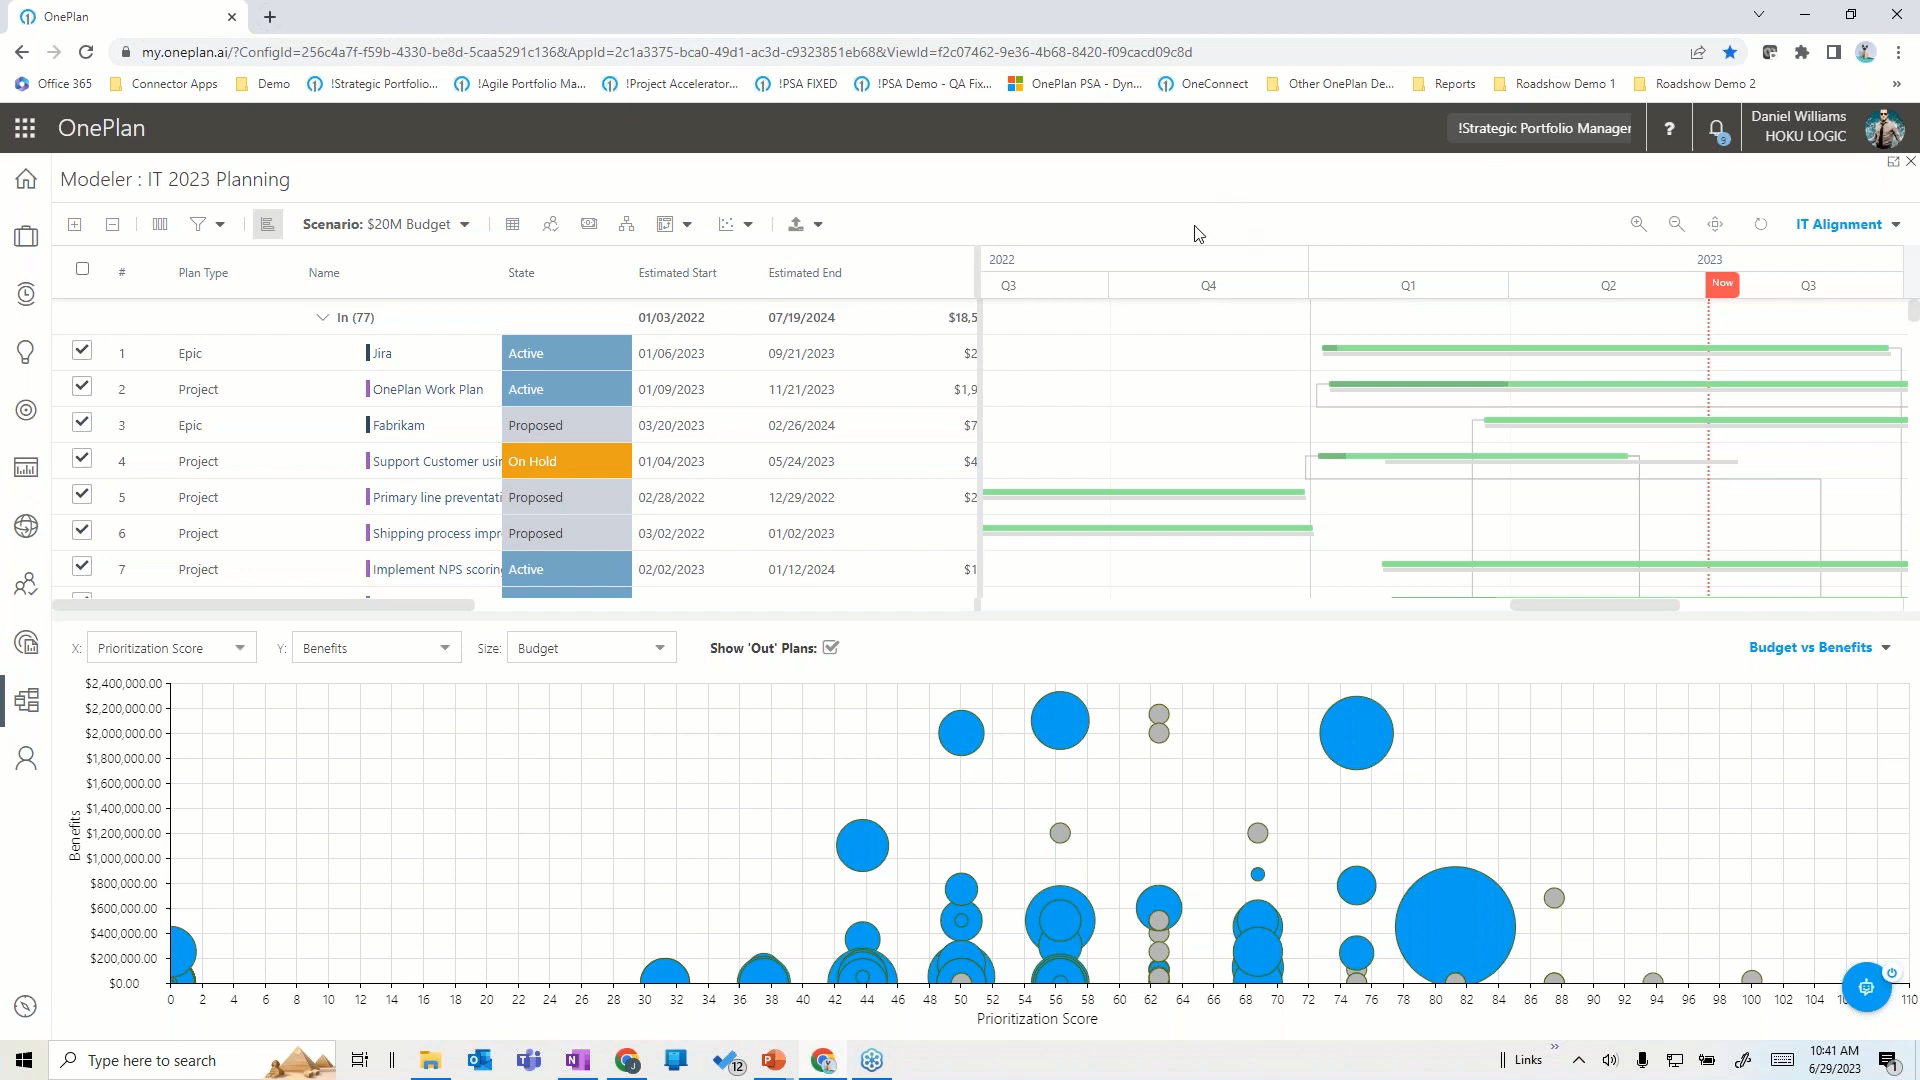 OnePlan
my.oneplan.ai/?ConfigId=256c4a7f-f59b-4330-be8d-5caa5291c136&AppId=2c1a3375-bca0-49d1-ac3d-c9323851eb68&ViewId=f2c07462-9e36-4b68-8420-f09cacd09c8d
Office 365 Connector Apps Demo !Strategic Portfolio... !Agile Portfolio Ma... !Project Accelerator... !PSA FIXED !PSA Demo - QA Fix... OnePlan PSA - Dyn... OneConnect Other OnePlan De... Reports Roadshow Demo 1 Roadshow Demo 2 »
OnePlan !Strategic Portfolio Manager ? 9 Daniel Williams
HOKU LOGIC
Modeler : IT 2023 Planning
Scenario: $20M Budget IT Alignment
# Plan Type Name State Estimated Start Estimated End
2022 2023
Q3 Q4 Q1 Q2 Now Q3
In (77) 01/03/2022 07/19/2024 $18,5
1 Epic Jira Active 01/06/2023 09/21/2023 $2
2 Project OnePlan Work Plan Active 01/09/2023 11/21/2023 $1,9
3 Epic Fabrikam Proposed 03/20/2023 02/26/2024 $7
4 Project Support Customer usin On Hold 01/04/2023 05/24/2023 $4
5 Project Primary line preventati Proposed 02/28/2022 12/29/2022 $2
6 Project Shipping process impr Proposed 03/02/2022 01/02/2023
7 Project Implement NPS scoring Active 02/02/2023 01/12/2024 $1
X: Prioritization Score Y: Benefits Size: Budget Show 'Out' Plans: Budget vs Benefits
Benefits
$2,400,000.00
$2,200,000.00
$2,000,000.00
$1,800,000.00
$1,600,000.00
$1,400,000.00
$1,200,000.00
$1,000,000.00
$800,000.00
$600,000.00
$400,000.00
$200,000.00
$0.00
0 2 4 6 8 10 12 14 16 18 20 22 24 26 28 30 32 34 36 38 40 42 44 46 48 50 52 54 56 58 60 62 64 66 68 70 72 74 76 78 80 82 84 86 88 90 92 94 96 98 100 102 104 110
Prioritization Score
Type here to search 12 Links » 10:41 AM
6/29/2023 1